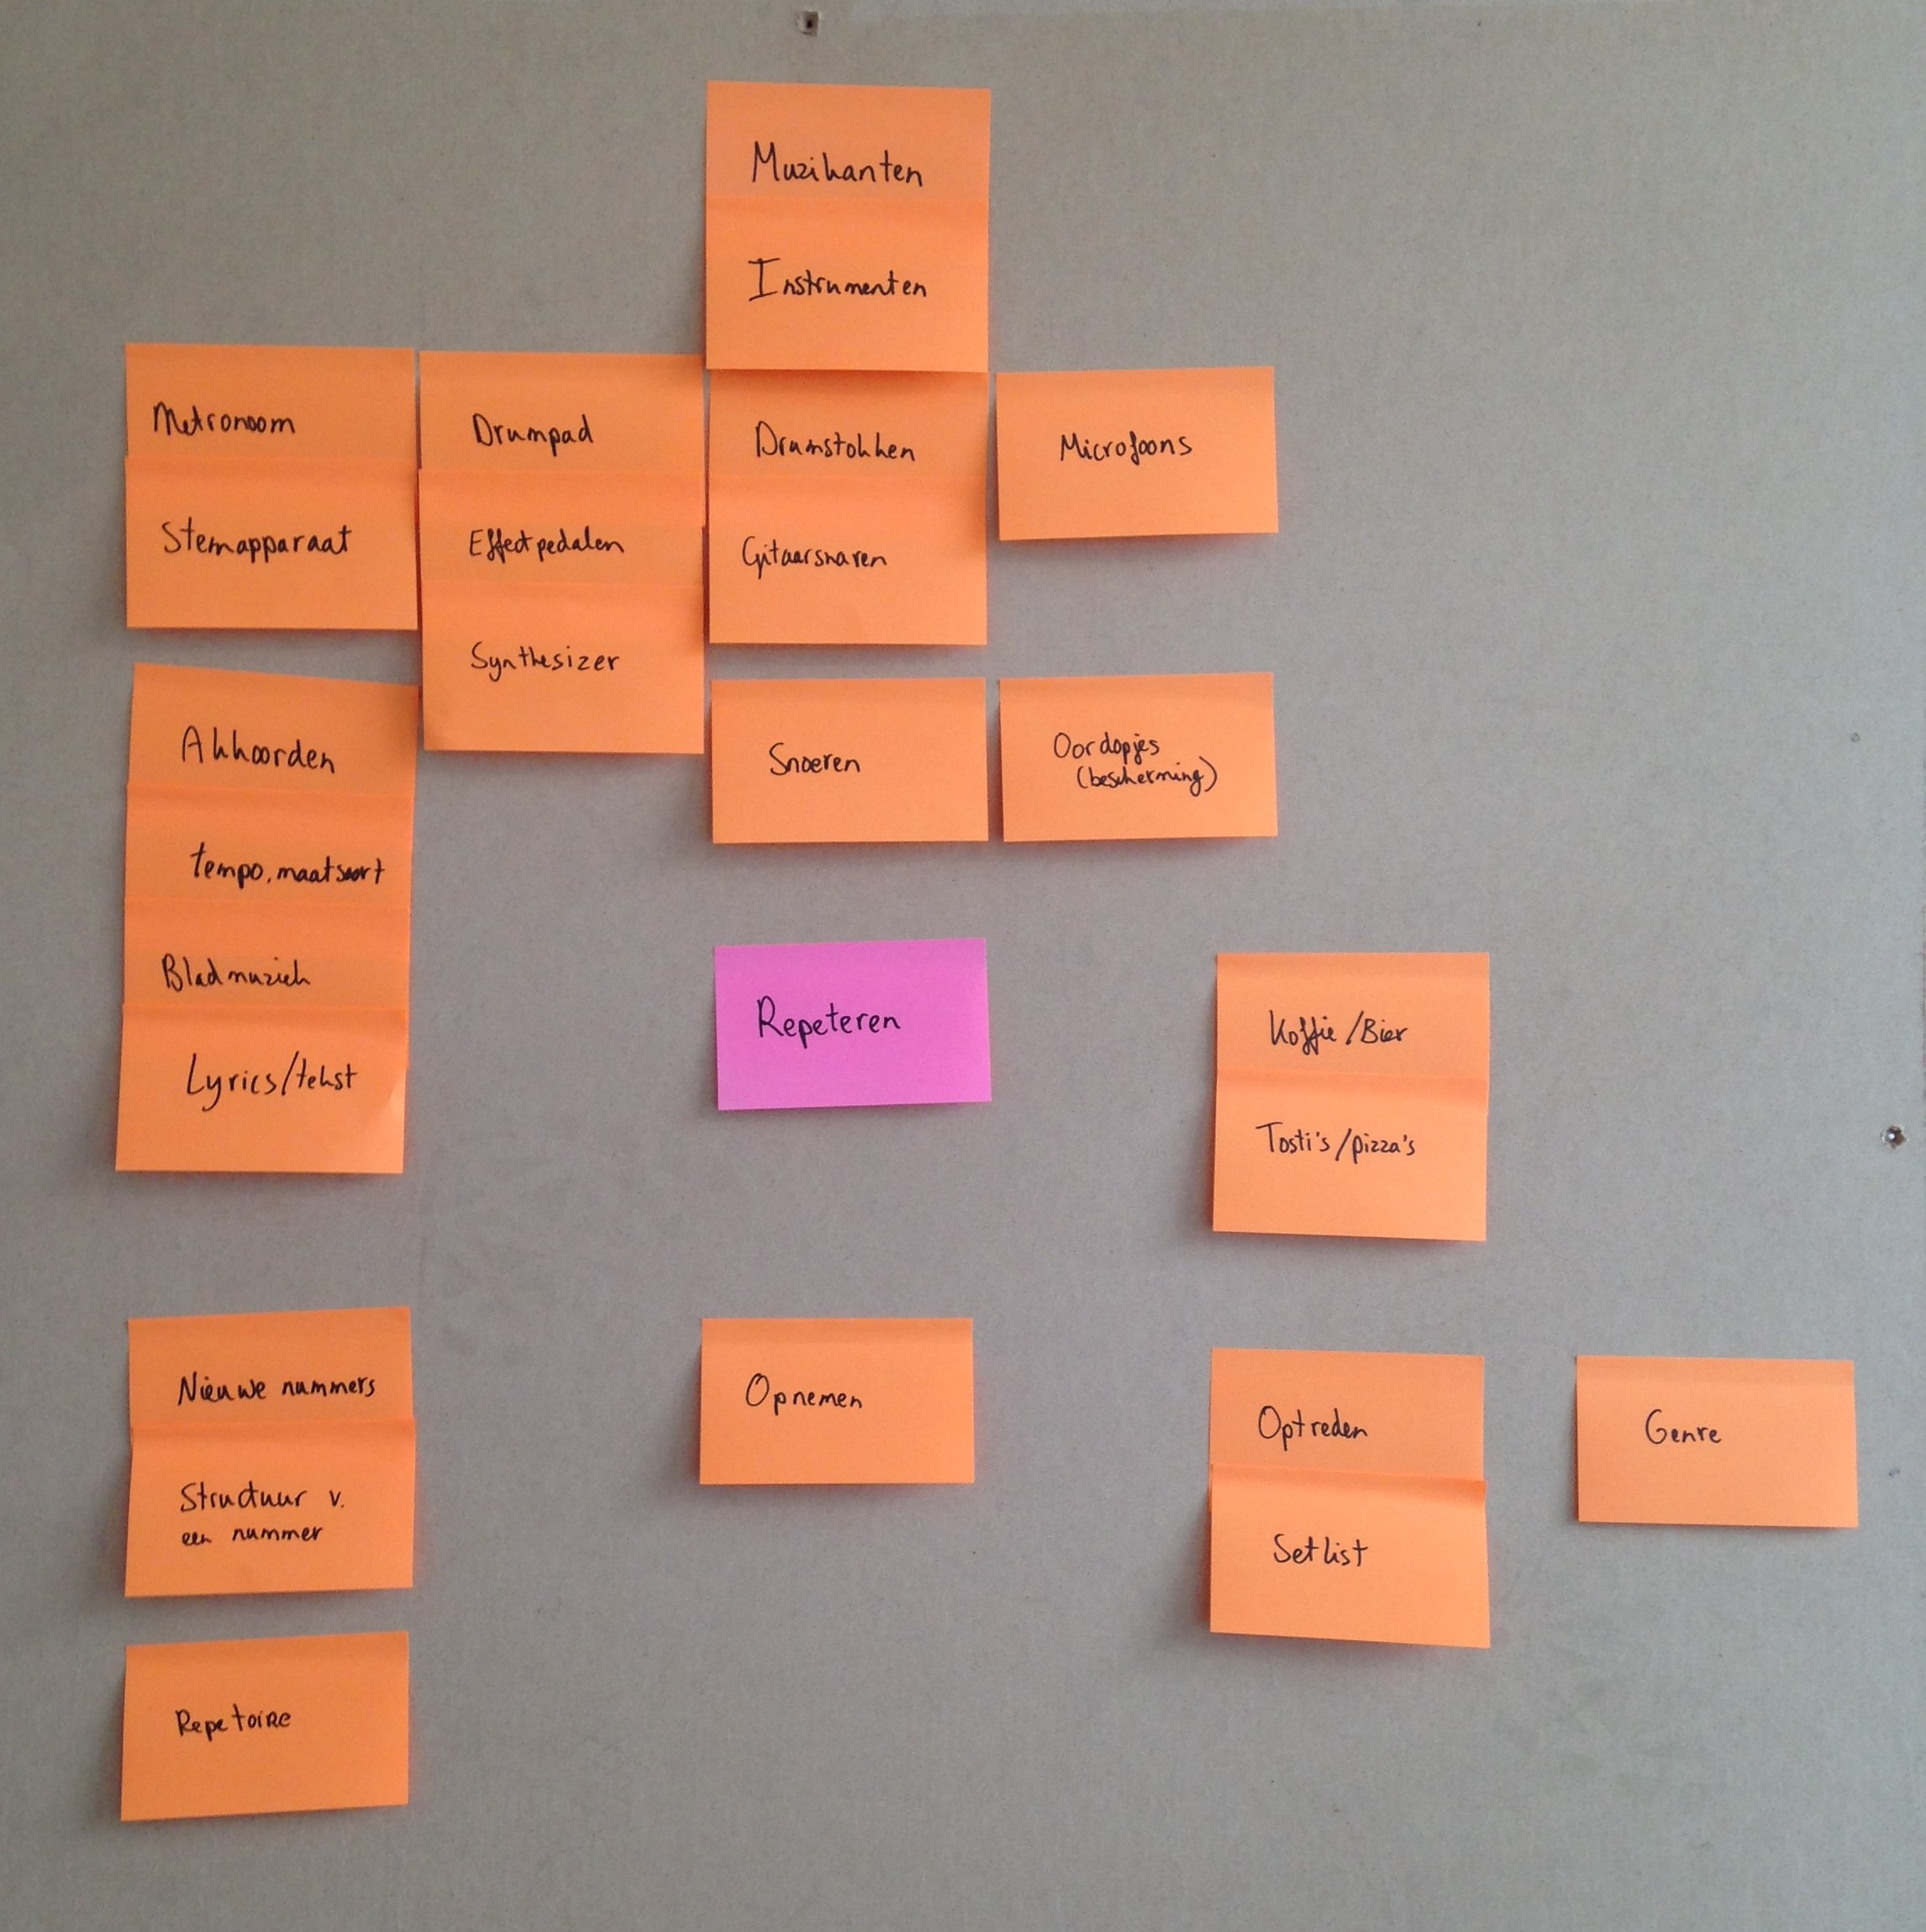 Muzikanten
Instrumenten
Metronoom
Stemapparaat
Drumpad
Effectpedalen
Synthesizer
Drumstokken
Gitaarsnaren
Microfoons
Akkoorden
tempo, maatsoort
Bladmuziek
Lyrics/tekst
Snoeren
Oordopjes
(bescherming)
Repeteren
Koffie/Bier
Tosti's/pizza's
Nieuwe nummers
Structuur v.
een nummer
Repetoire
Opnemen
Optreden
Setlist
Genre